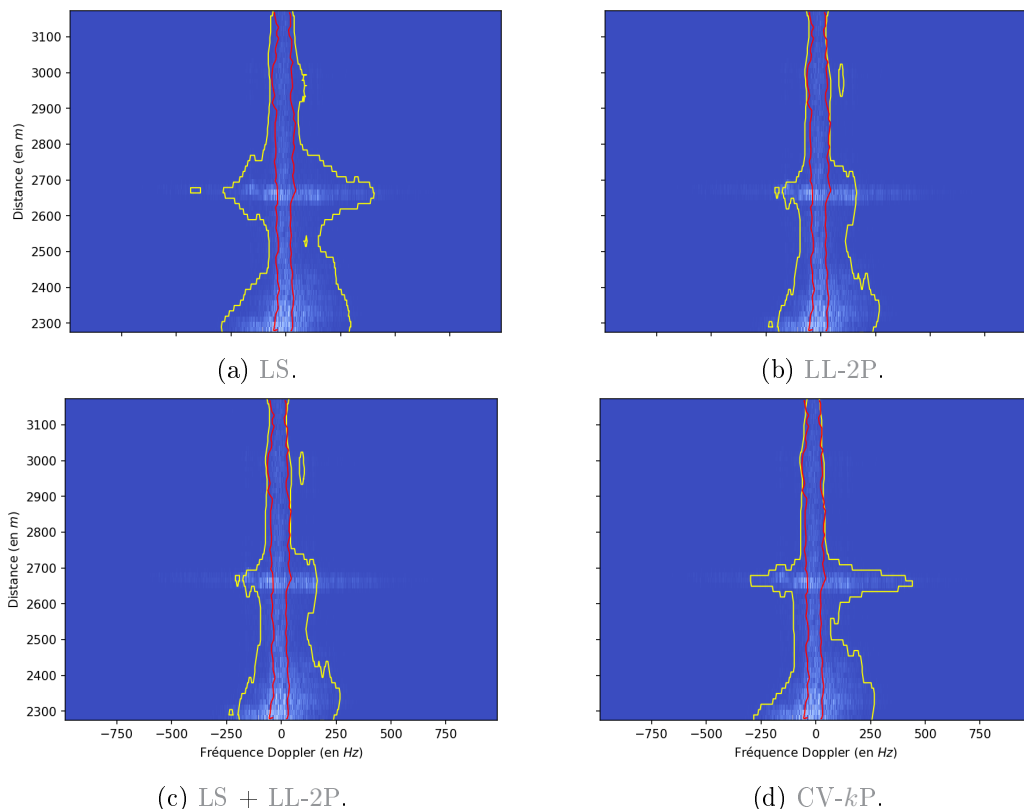 3100
3000
2900
2800
2700
2600
2500
2400
2300
Distance (en m)
(a) LS.
(b) LL-2P.
3100
3000
2900
2800
2700
2600
2500
2400
2300
Distance (en m)
−750 −500 −250 0 250 500 750
Fréquence Doppler (en Hz)
−750 −500 −250 0 250 500 750
Fréquence Doppler (en Hz)
(c) LS + LL-2P.
(d) CV-kP.